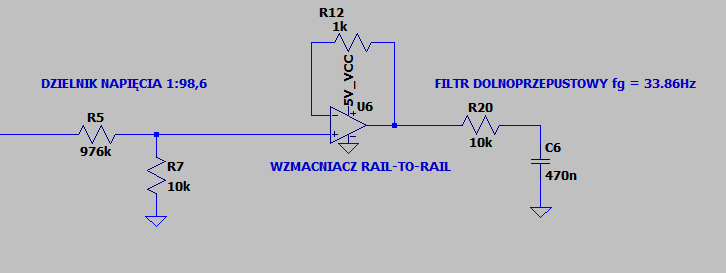 R12
1k
DZIELNIK NAPIĘCIA 1:98,6
5V_VCC
U6
FILTR DOLNOPRZEPUSTOWY fg = 33.86Hz
R5
976k
R20
10k
R7
10k
WZMACNIACZ RAIL-TO-RAIL
C6
470n